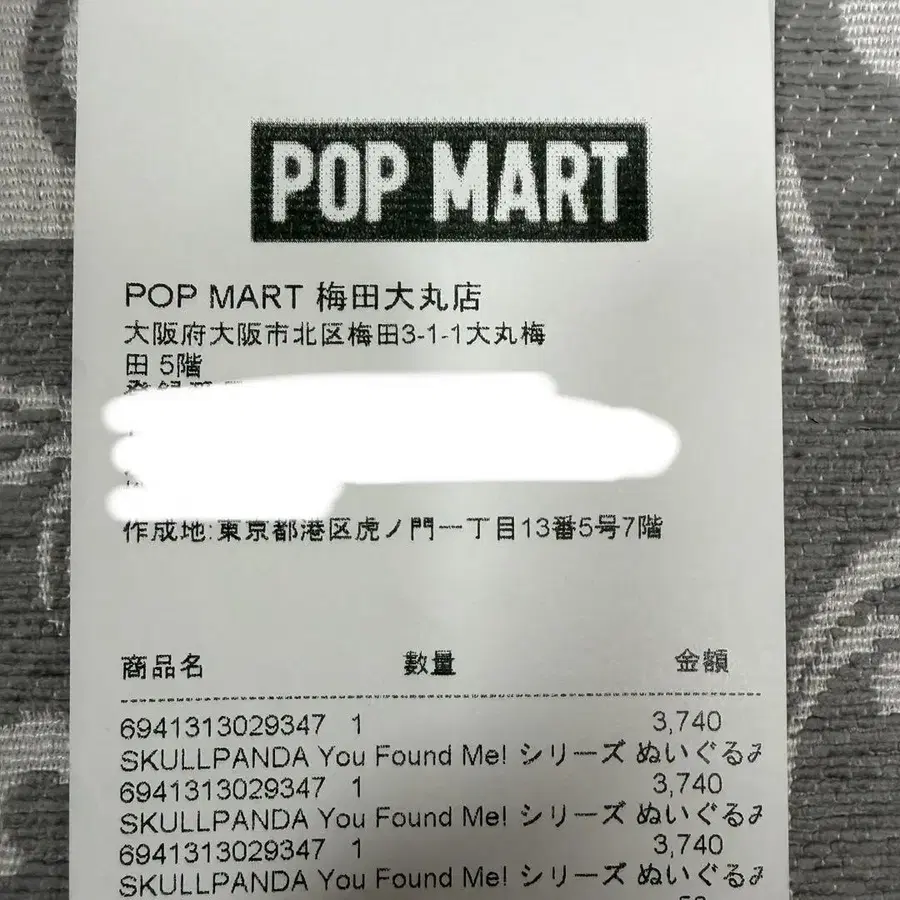 POP MART
POP MART 梅田大丸店
大阪府大阪市北区梅田3-1-1大丸梅
田 5階
作成地:東京都港区虎ノ門一丁目13番5号7階
商品名 數量 金額
6941313029347 1 3,740
SKULLPANDA You Found Me! シリーズ ぬいぐるみ
6941313029347 1 3,740
SKULLPANDA You Found Me! シリーズ ぬいぐるみ
6941313029347 1 3,740
SKULLPANDA You Found Me! シリーズ ぬいぐるみ